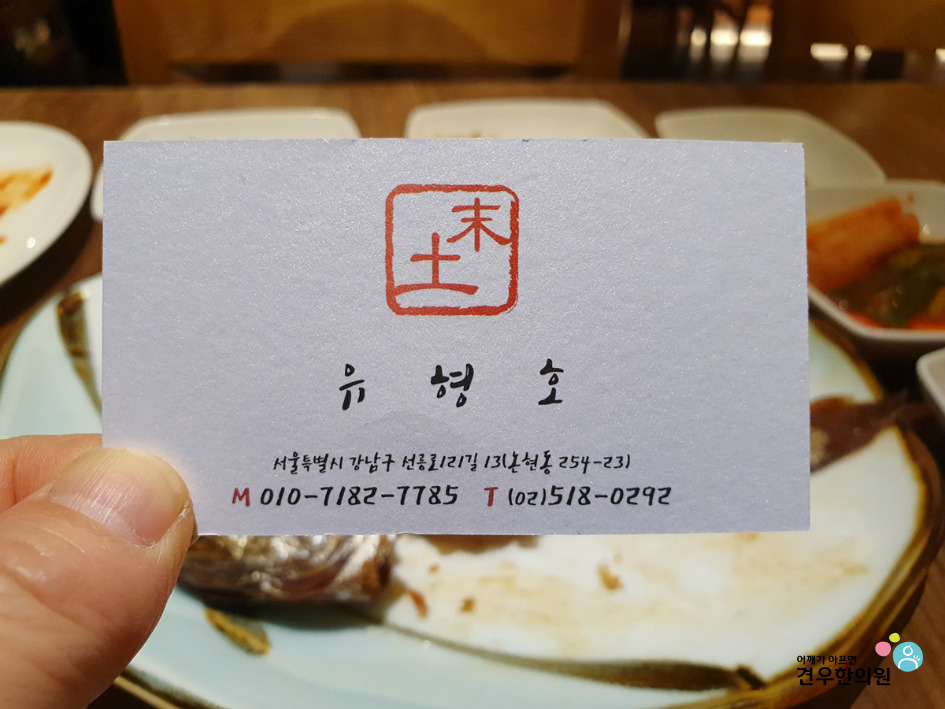 末
土
유 형 호
서울특별시 강남구 선릉로121길 13(논현동 254-23)
M 010-7182-7785 T (02)518-0292
어깨가 아프면
견우한의원